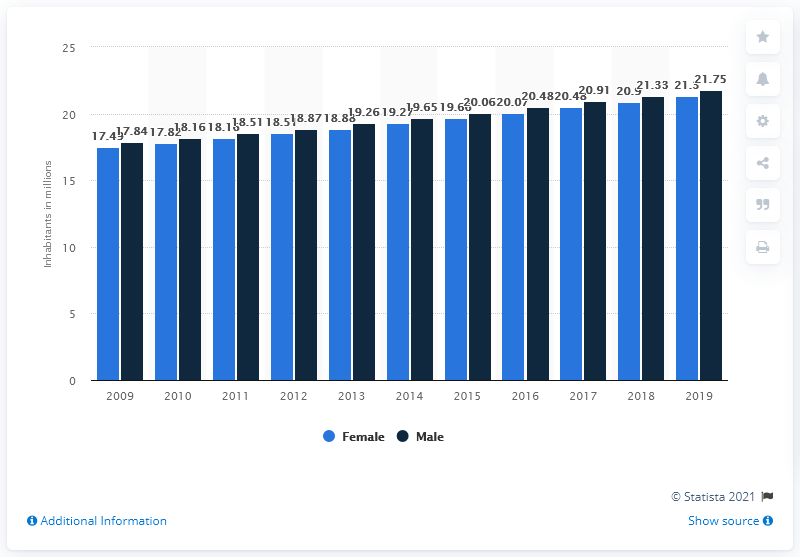 25
20
15
10
5
0
Inhabitants in millions
17.49 17.84 17.82 18.16 18.16 18.51 18.51 18.87 18.88 19.26 19.27 19.65 19.66 20.06 20.07 20.48 20.48 20.91 20.9 21.33 21.3 21.75
2009 2010 2011 2012 2013 2014 2015 2016 2017 2018 2019
Female Male
© Statista 2021
Additional Information Show source